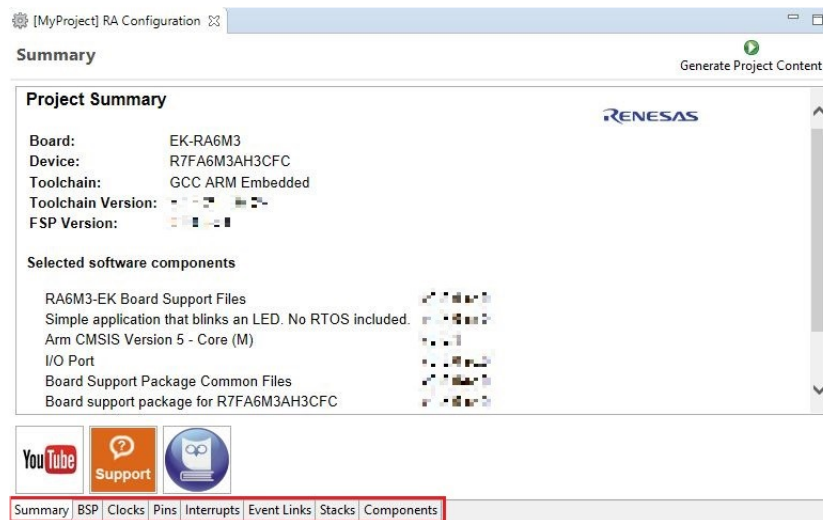 [MyProject] RA Configuration
Summary
Generate Project Content
Project Summary
RENESAS
Board: EK-RA6M3
Device: R7FA6M3AH3CFC
Toolchain: GCC ARM Embedded
Toolchain Version:
FSP Version:
Selected software components
RA6M3-EK Board Support Files
Simple application that blinks an LED. No RTOS included.
Arm CMSIS Version 5 - Core (M)
I/O Port
Board Support Package Common Files
Board support package for R7FA6M3AH3CFC
YouTube
Support
Summary BSP Clocks Pins Interrupts Event Links Stacks Components